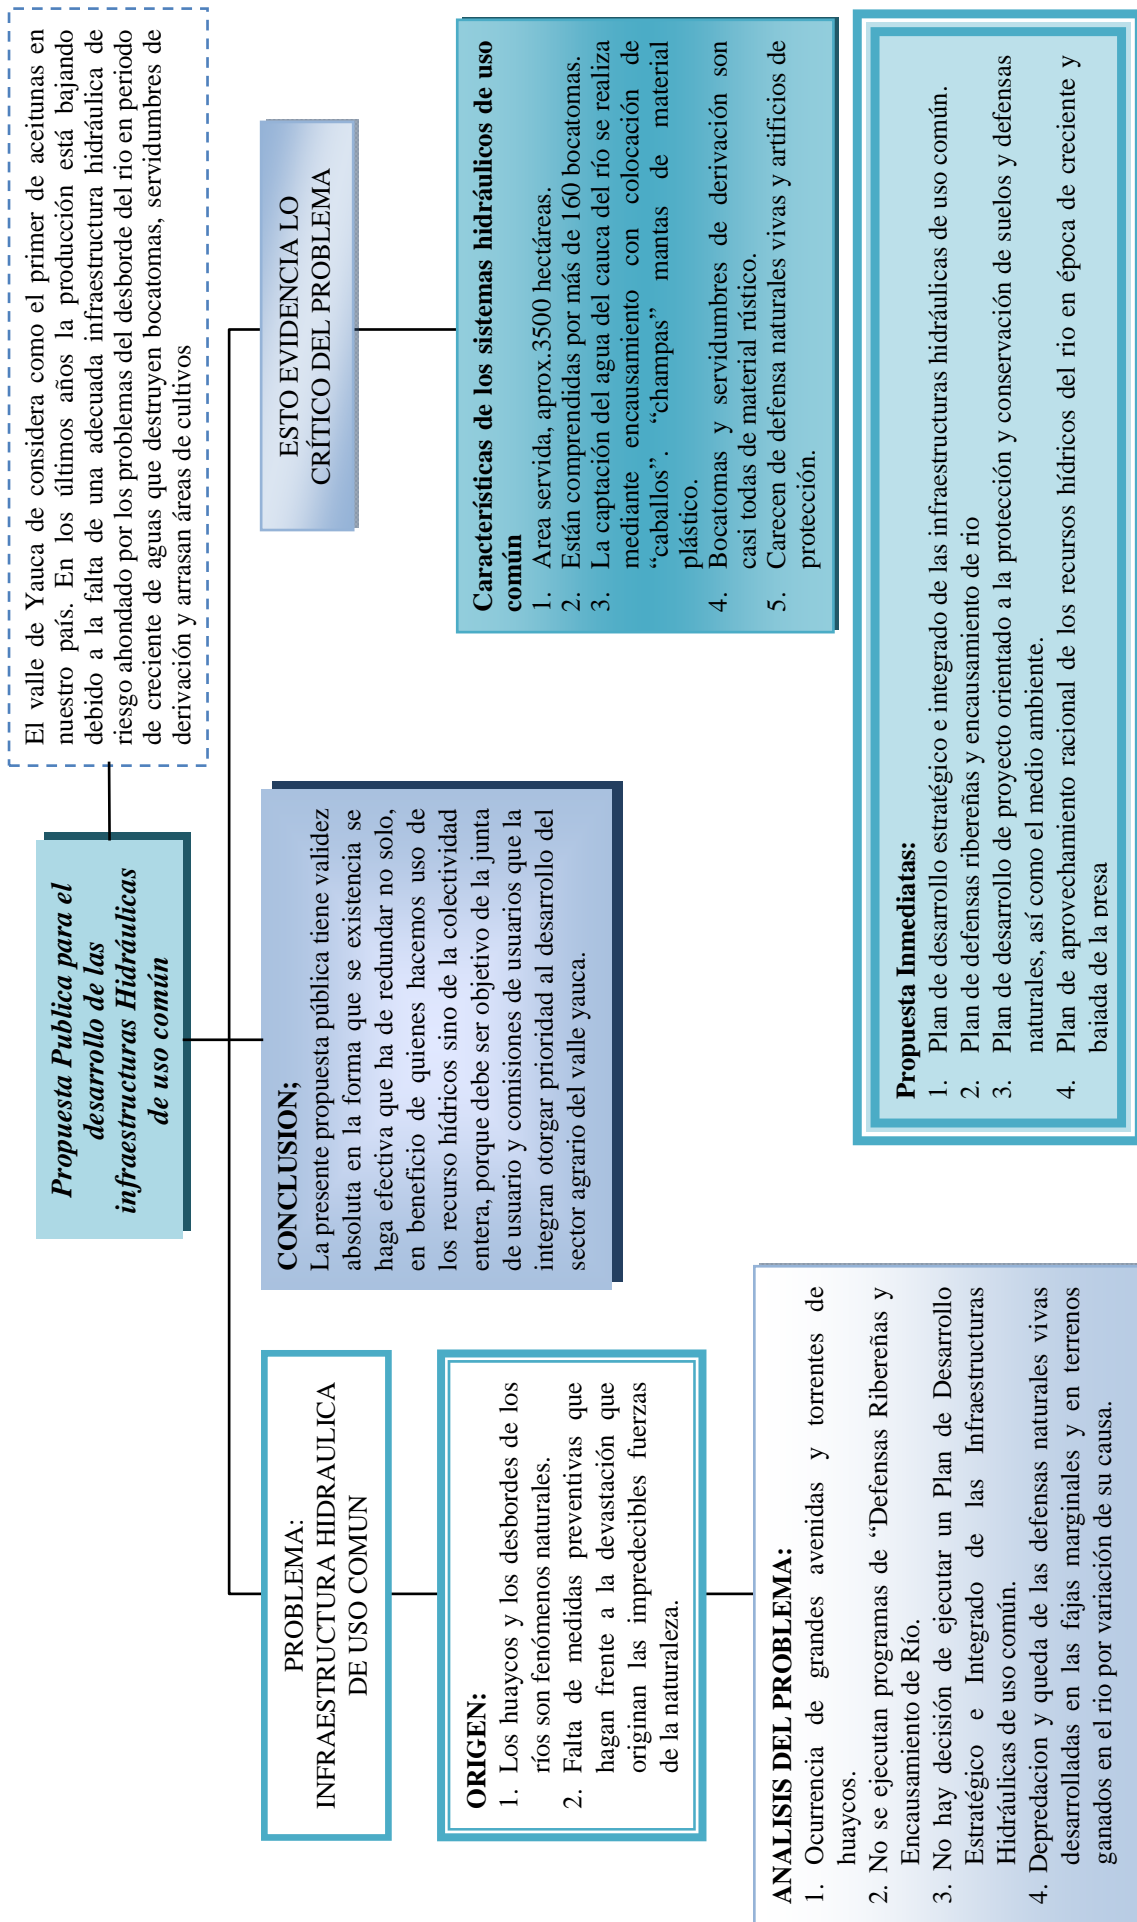 Propuesta Publica para el
desarrollo de las
infraestructuras Hidráulicas
de uso común
El valle de Yauca de considera como el primer de aceitunas en
nuestro país. En los últimos años la producción está bajando
debido a la falta de una adecuada infraestructura hidráulica de
riesgo ahondado por los problemas del desborde del rio en periodo
de creciente de aguas que destruyen bocatomas, servidumbres de
derivación y arrasan áreas de cultivos
PROBLEMA:
INFRAESTRUCTURA HIDRAULICA
DE USO COMUN
ORIGEN:
1. Los huaycos y los desbordes de los
ríos son fenómenos naturales.
2. Falta de medidas preventivas que
hagan frente a la devastación que
originan las impredecibles fuerzas
de la naturaleza.
ANALISIS DEL PROBLEMA:
1. Ocurrencia de grandes avenidas y torrentes de
huaycos.
2. No se ejecutan programas de “Defensas Ribereñas y
Encausamiento de Río.
3. No hay decisión de ejecutar un Plan de Desarrollo
Estratégico e Integrado de las Infraestructuras
Hidráulicas de uso común.
4. Depredacion y queda de las defensas naturales vivas
desarrolladas en las fajas marginales y en terrenos
ganados en el rio por variación de su causa.
CONCLUSION;
La presente propuesta pública tiene validez
absoluta en la forma que se existencia se
haga efectiva que ha de redundar no solo,
en beneficio de quienes hacemos uso de
los recurso hídricos sino de la colectividad
entera, porque debe ser objetivo de la junta
de usuario y comisiones de usuarios que la
integran otorgar prioridad al desarrollo del
sector agrario del valle yauca.
ESTO EVIDENCIA LO
CRÍTICO DEL PROBLEMA
Características de los sistemas hidráulicos de uso
común
1. Area servida, aprox.3500 hectáreas.
2. Están comprendidas por más de 160 bocatomas.
3. La captación del agua del cauca del río se realiza
mediante encausamiento con colocación de
“caballos”. “champas” mantas de material
plástico.
4. Bocatomas y servidumbres de derivación son
casi todas de material rústico.
5. Carecen de defensa naturales vivas y artificios de
protección.
Propuesta Inmediatas:
1. Plan de desarrollo estratégico e integrado de las infraestructuras hidráulicas de uso común.
2. Plan de defensas ribereñas y encausamiento de rio
3. Plan de desarrollo de proyecto orientado a la protección y conservación de suelos y defensas
naturales, así como el medio ambiente.
4. Plan de aprovechamiento racional de los recursos hídricos del rio en época de creciente y
bajada de la presa